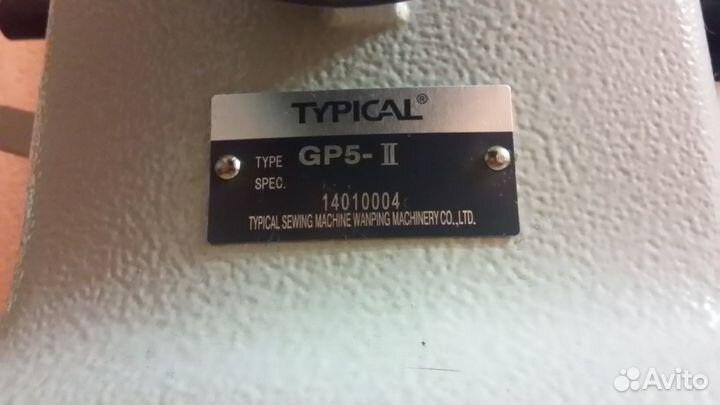 TYPICAL®
TYPE GP5-Ⅱ
SPEC.
14010004
TYPICAL SEWING MACHINE WANPING MACHINERY CO.,LTD.
Avito